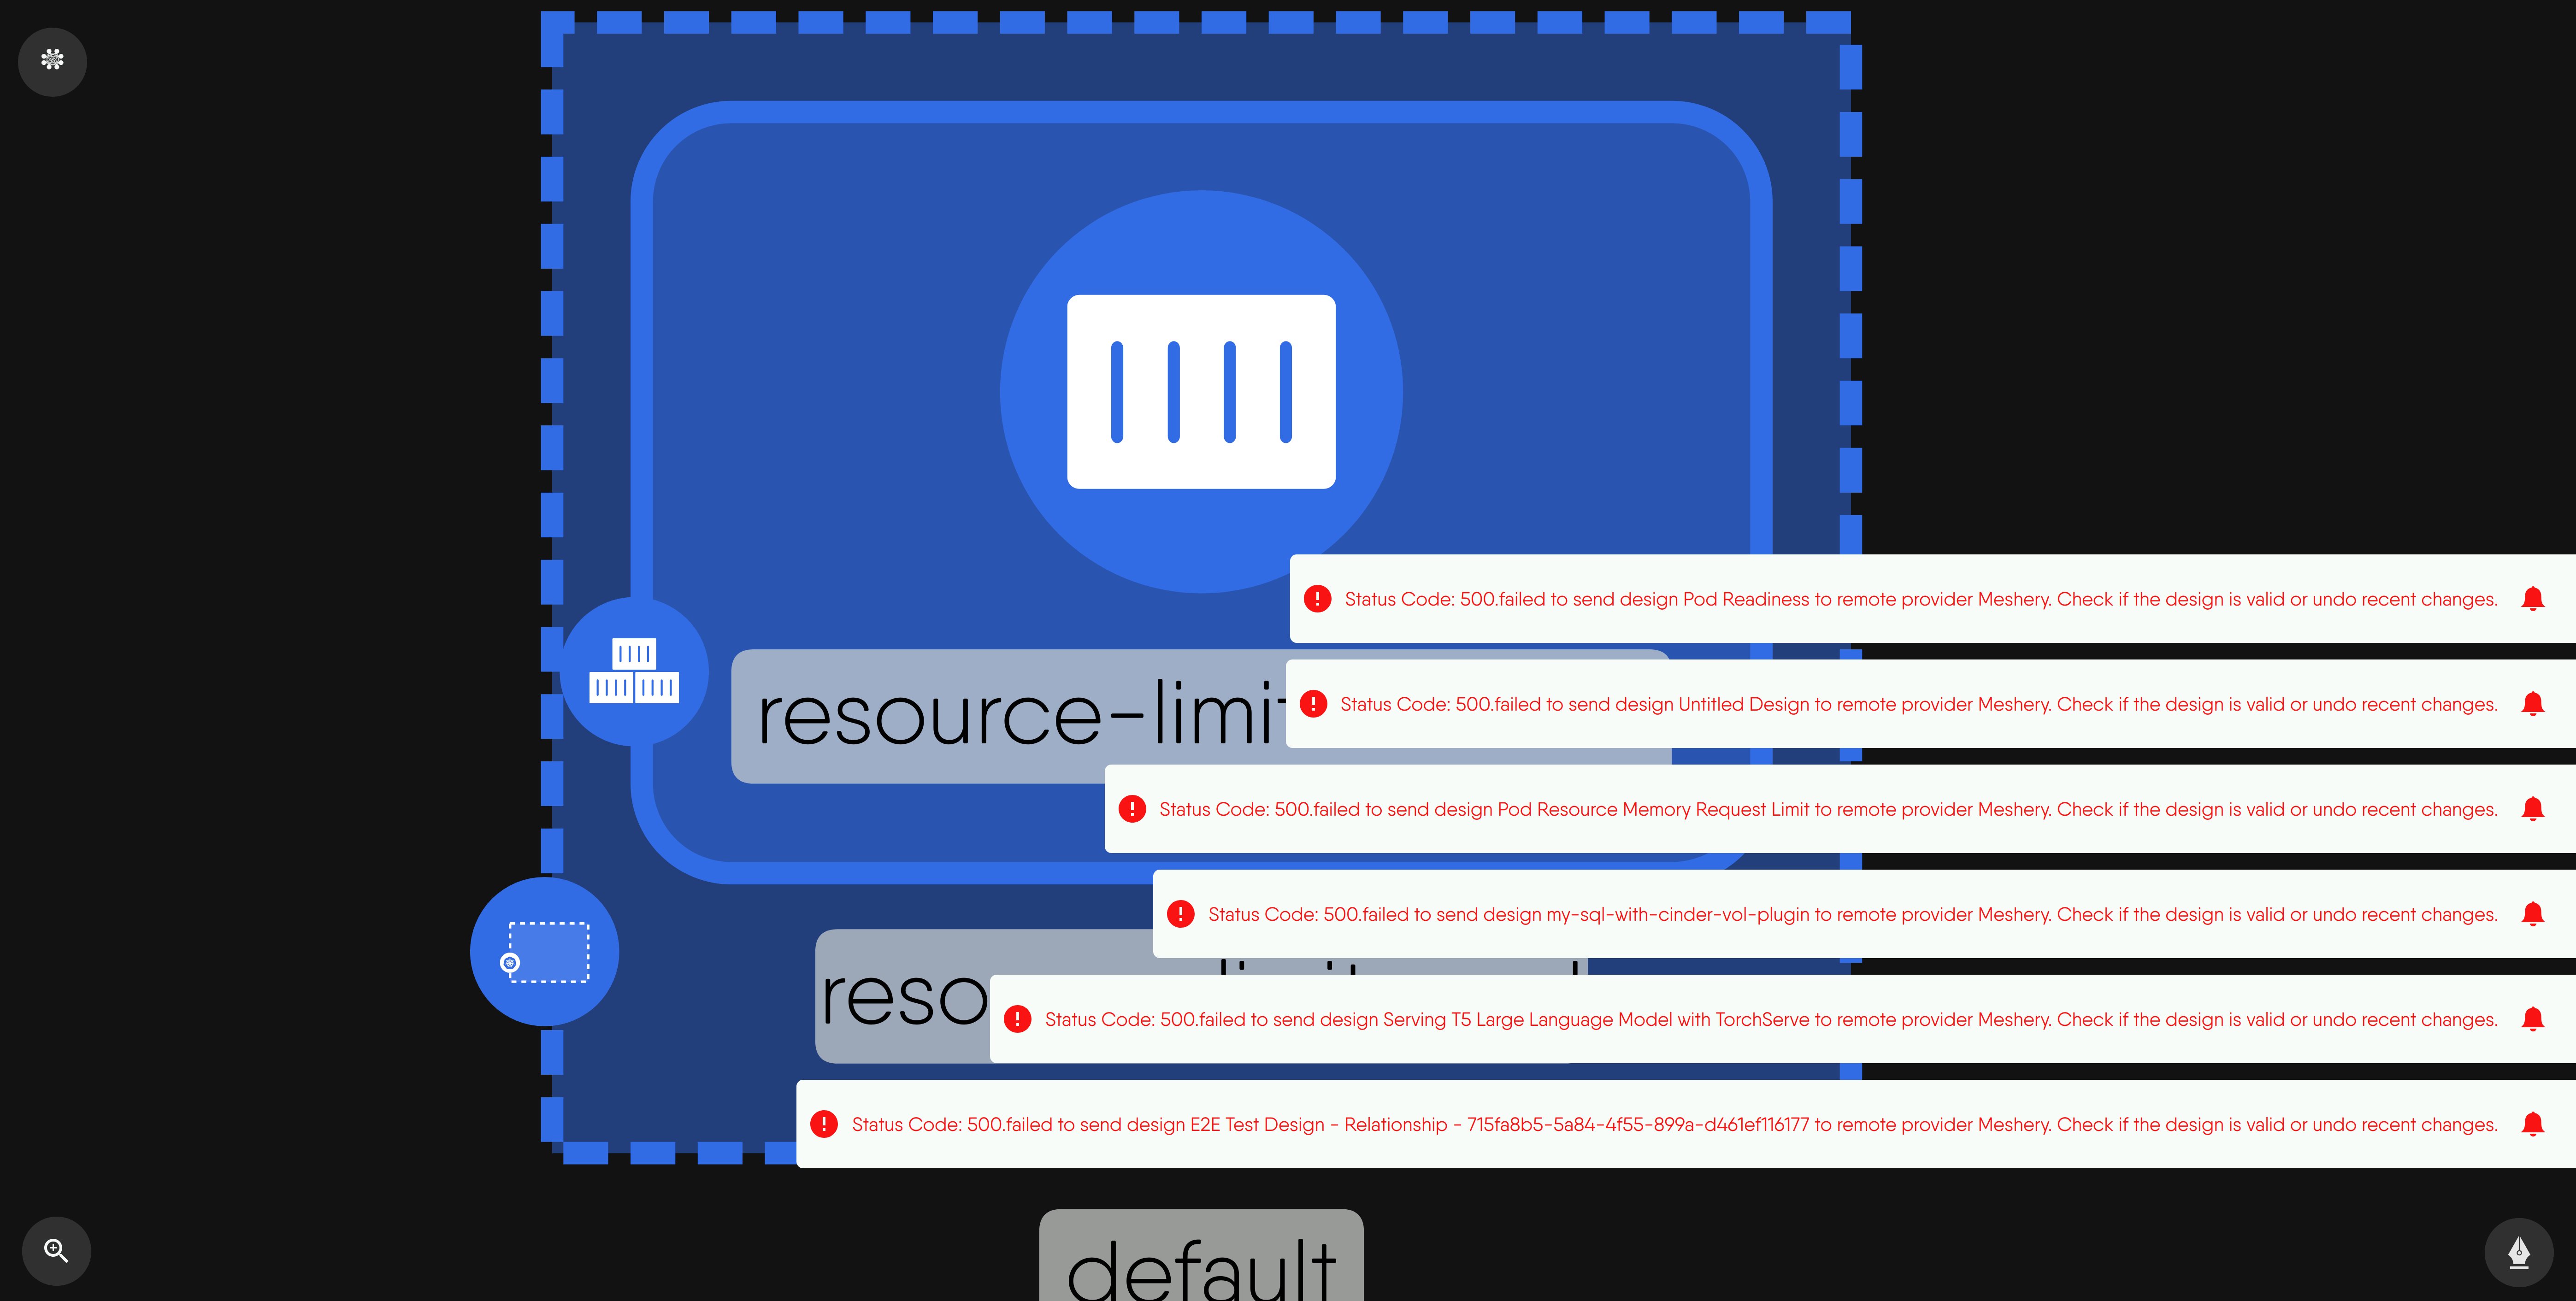 Status Code: 500.failed to send design Pod Readiness to remote provider Meshery. Check if the design is valid or undo recent changes.
resource-limit
Status Code: 500.failed to send design Untitled Design to remote provider Meshery. Check if the design is valid or undo recent changes.
Status Code: 500.failed to send design Pod Resource Memory Request Limit to remote provider Meshery. Check if the design is valid or undo recent changes.
Status Code: 500.failed to send design my-sql-with-cinder-vol-plugin to remote provider Meshery. Check if the design is valid or undo recent changes.
reso
Status Code: 500.failed to send design Serving T5 Large Language Model with TorchServe to remote provider Meshery. Check if the design is valid or undo recent changes.
Status Code: 500.failed to send design E2E Test Design - Relationship - 715fa8b5-5a84-4f55-899a-d461ef116177 to remote provider Meshery. Check if the design is valid or undo recent changes.
default